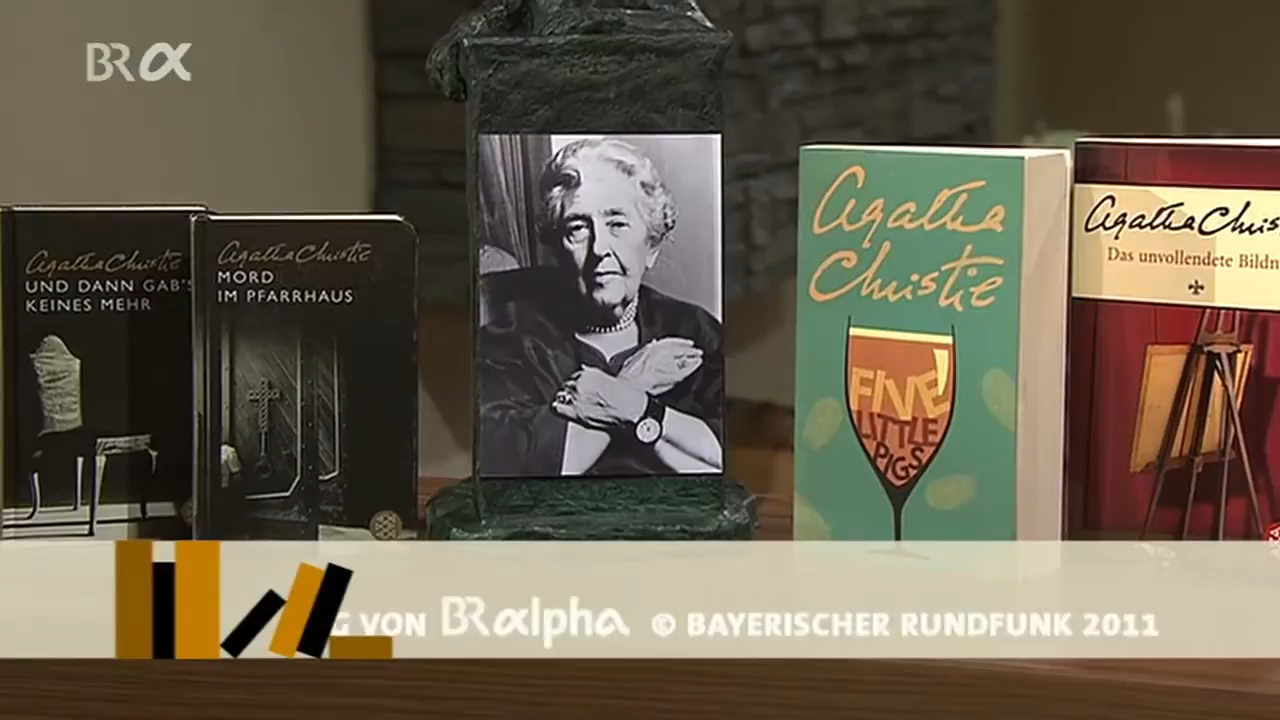 BRα
Agatha Christie
UND DANN GAB'S
KEINES MEHR
Agatha Christie
MORD
IM PFARRHAUS
Agatha
Christie
FIVE
LITTLE
PIGS
Agatha Chris
Das unvollendete Bildn
G VON BRalpha © BAYERISCHER RUNDFUNK 2011